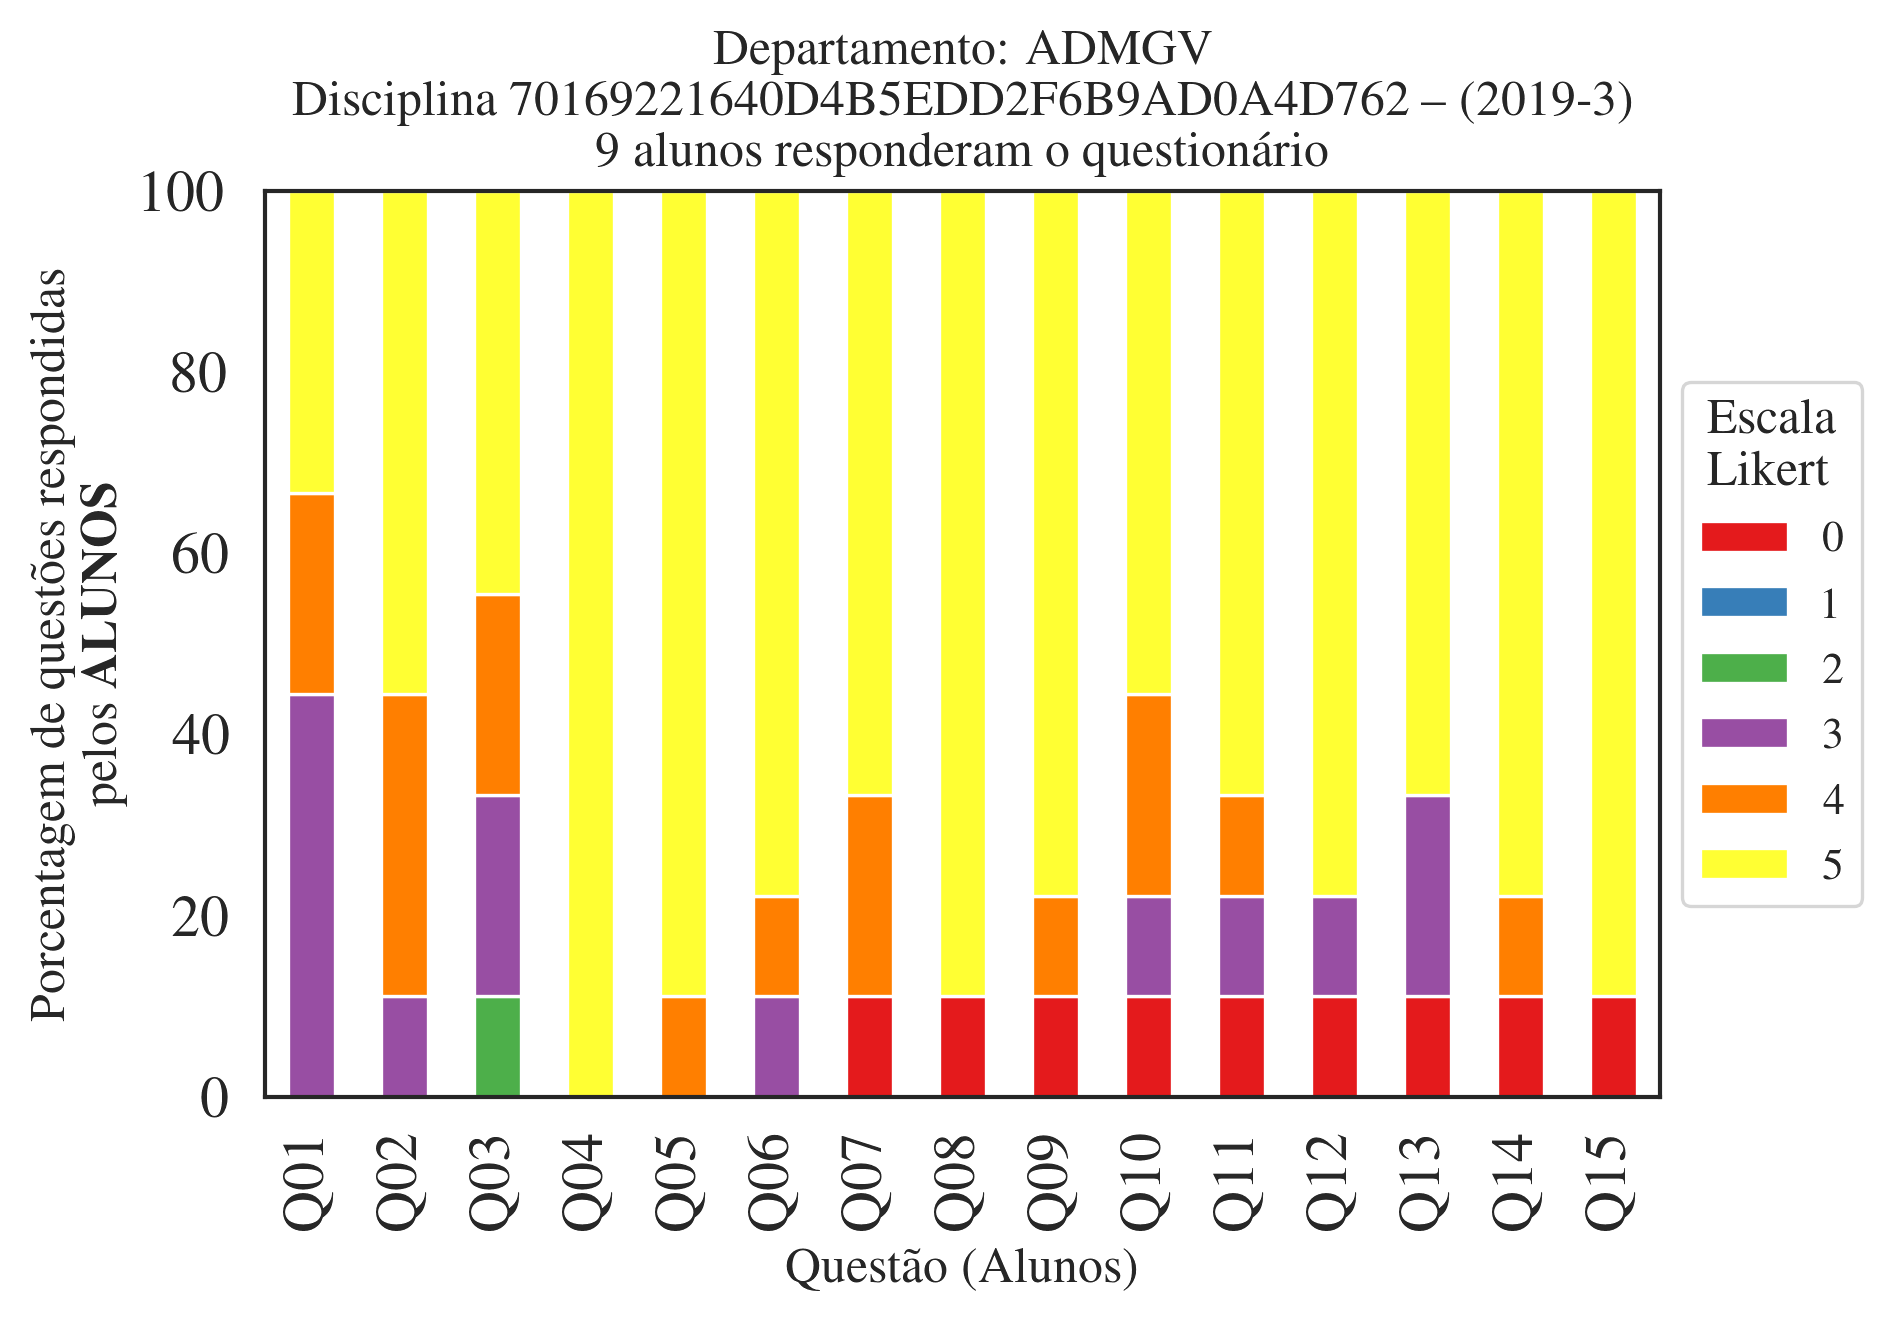 Departamento: ADMGV
Disciplina 70169221640D4B5EDD2F6B9AD0A4D762 – (2019-3)
9 alunos responderam o questionário
Porcentagem de questões respondidas
pelos ALUNOS
100
80
60
40
20
0
Q01
Q02
Q03
Q04
Q05
Q06
Q07
Q08
Q09
Q10
Q11
Q12
Q13
Q14
Q15
Questão (Alunos)
Escala
Likert
0
1
2
3
4
5